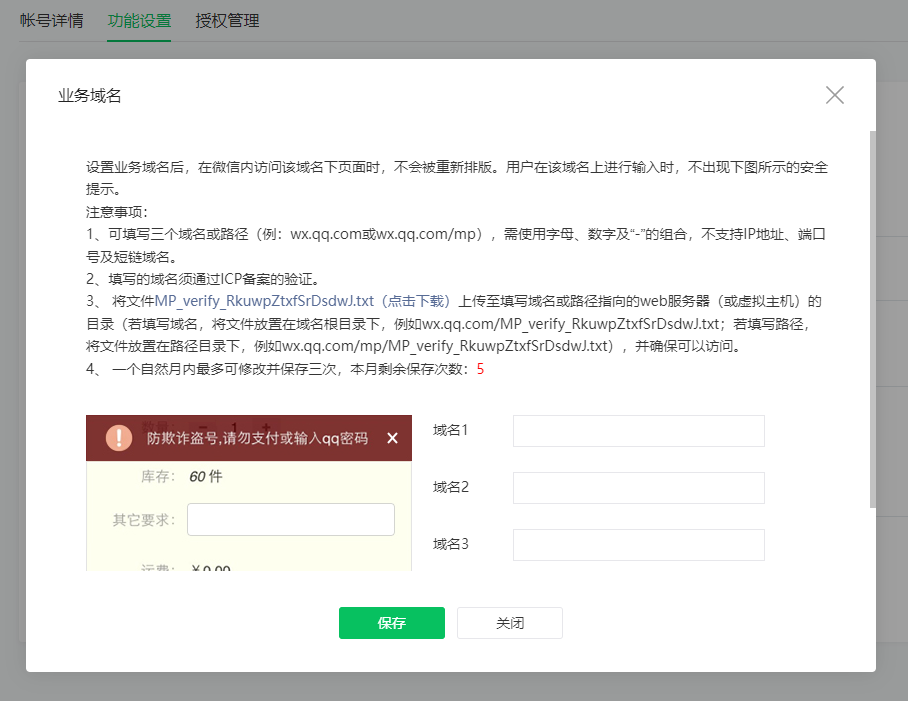 帐号详情 功能设置 授权管理
业务域名
设置业务域名后，在微信内访问该域名下页面时，不会被重新排版。用户在该域名上进行输入时，不出现下图所示的安全
提示。
注意事项：
1、可填写三个域名或路径（例：wx.qq.com或wx.qq.com/mp），需使用字母、数字及“-”的组合，不支持IP地址、端口
号及短链域名。
2、填写的域名须通过ICP备案的验证。
3、 将文件MP_verify_RkuwpZtxfSrDsdwJ.txt（点击下载）上传至填写域名或路径指向的web服务器（或虚拟主机）的
目录（若填写域名，将文件放置在域名根目录下，例如wx.qq.com/MP_verify_RkuwpZtxfSrDsdwJ.txt；若填写路径，
将文件放置在路径目录下，例如wx.qq.com/mp/MP_verify_RkuwpZtxfSrDsdwJ.txt），并确保可以访问。
4、 一个自然月内最多可修改并保存三次，本月剩余保存次数：5
防欺诈盗号,请勿支付或输入qq密码
库存： 60 件
其它要求：
运费： ￥0.00
域名1
域名2
域名3
保存 关闭